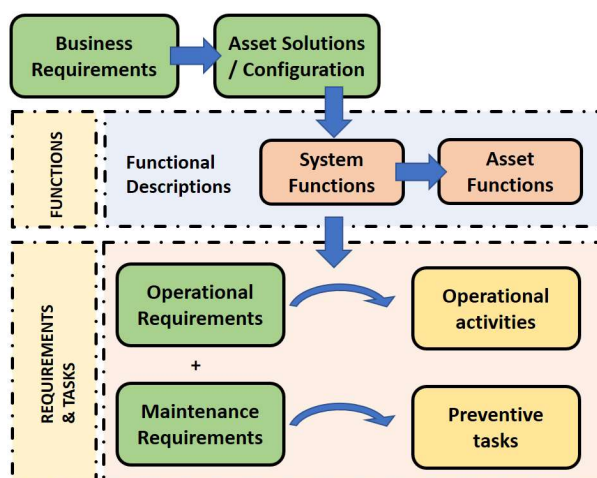 Business
Requirements
Asset Solutions
/ Configuration
FUNCTIONS
Functional
Descriptions
System
Functions
Asset
Functions
REQUIREMENTS
& TASKS
Operational
Requirements
Operational
activities
+
Maintenance
Requirements
Preventive
tasks